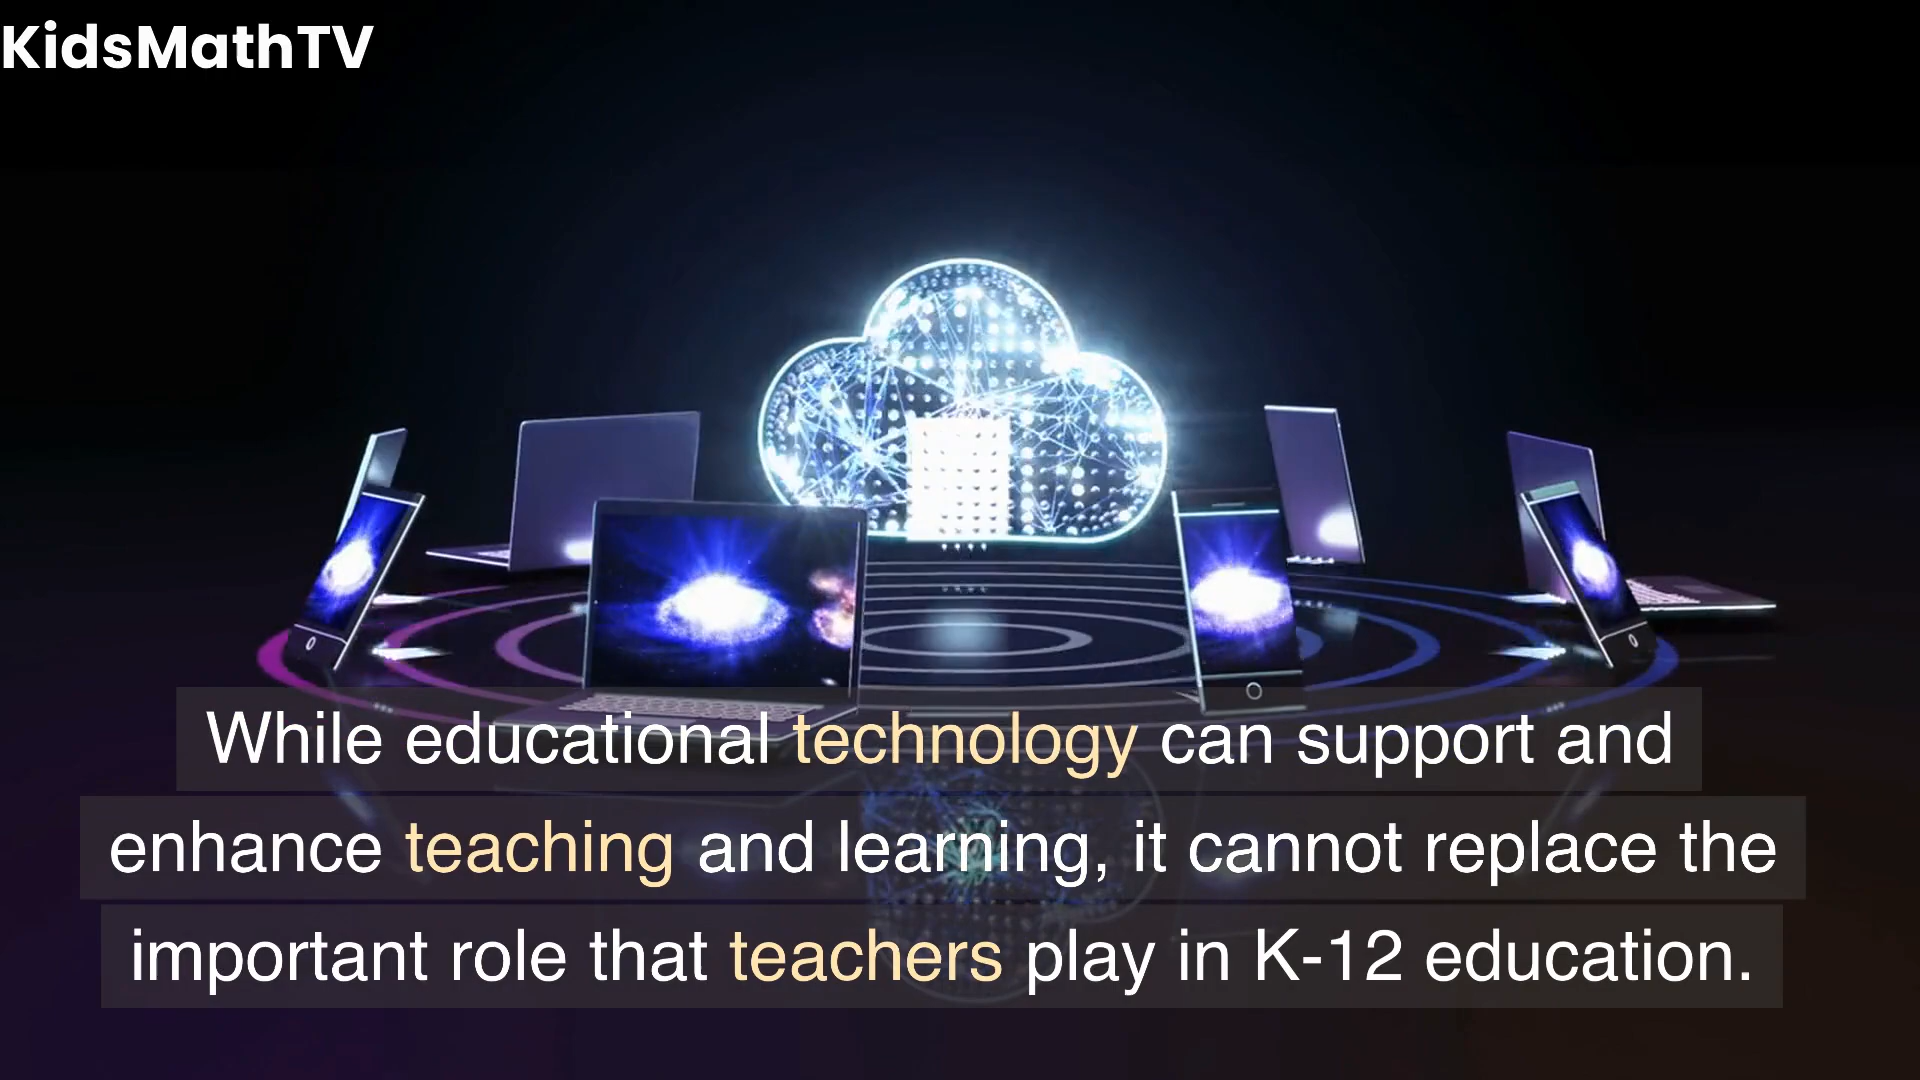 KidsMathTV
While educational technology can support and
enhance teaching and learning, it cannot replace the
important role that teachers play in K-12 education.